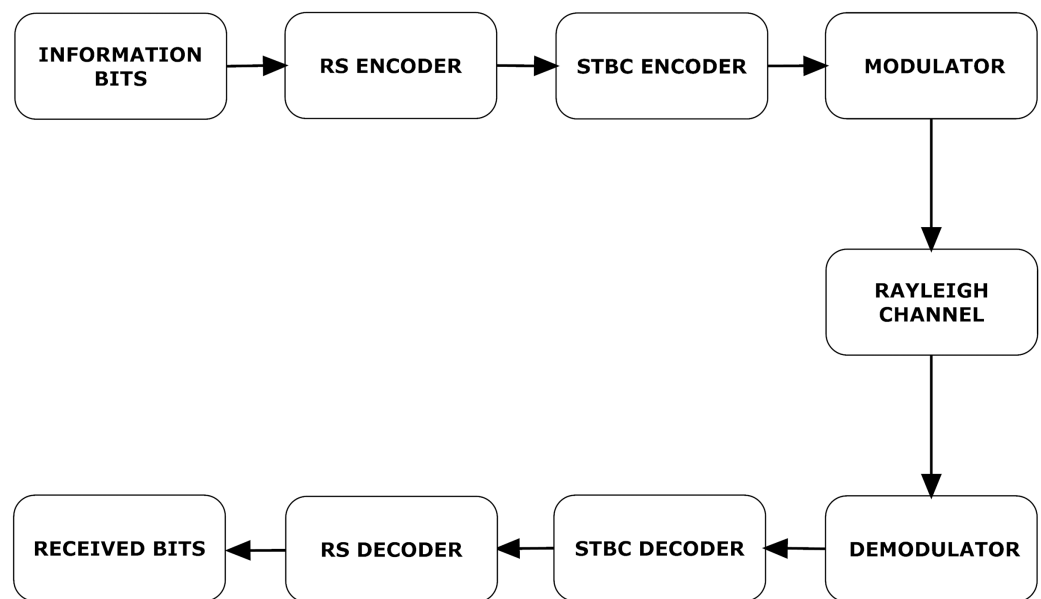 INFORMATION
BITS
RS ENCODER
STBC ENCODER
MODULATOR
RAYLEIGH
CHANNEL
RECEIVED BITS
RS DECODER
STBC DECODER
DEMODULATOR